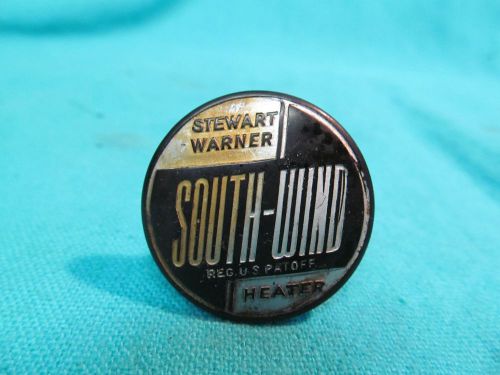 STEWART
WARNER
SOUTH-WIND
REG. U S PAT OFF
HEATER